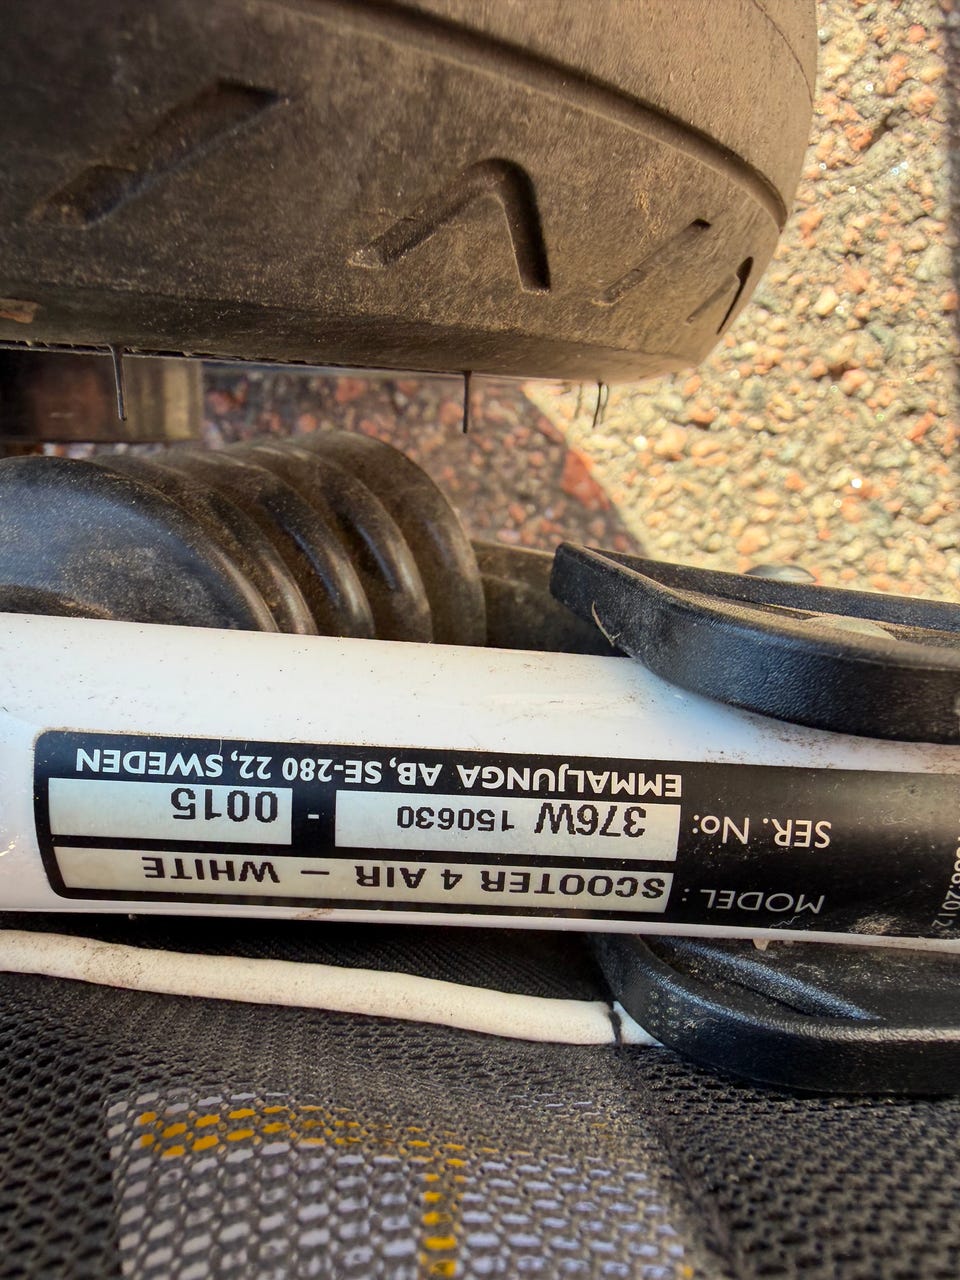 MODEL: SCOOTER 4 AIR – WHITE
SER. No: 376W 150630 - 0015
EMMALJUNGA AB, SE-280 22, SWEDEN